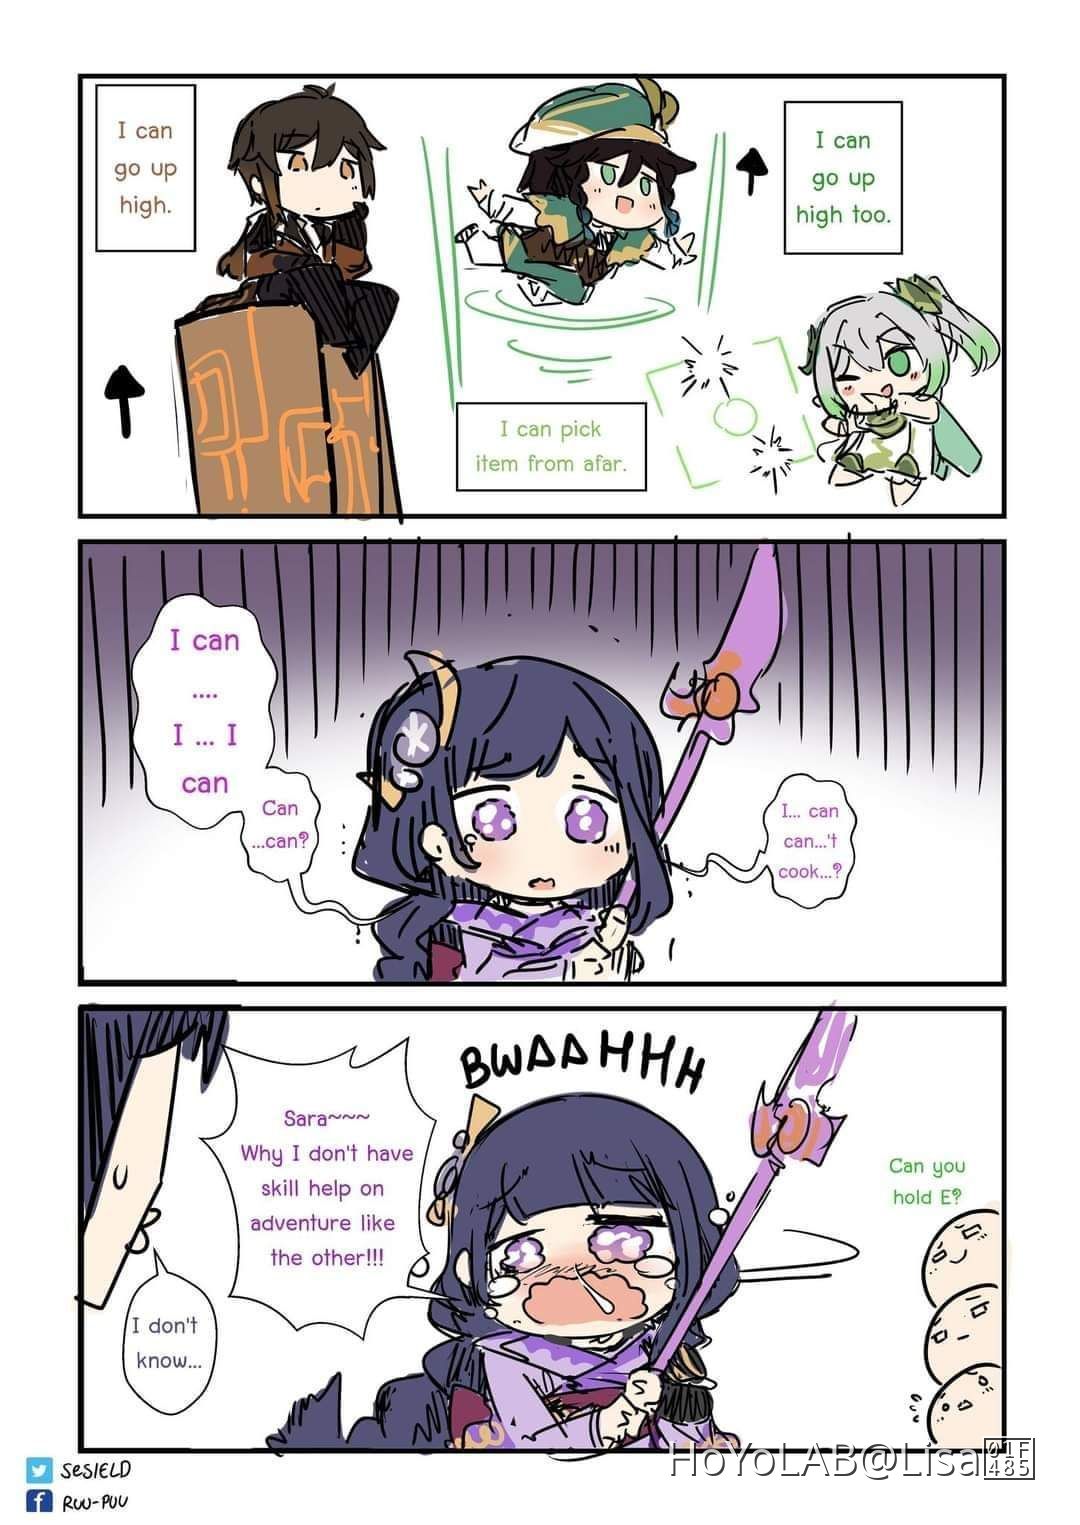 I can
go up
high.
I can
go up
high too.
I can pick
item from afar.
I can
....
I ... I
can
Can
...can?
I... can
can...'t
cook...?
BWAAHHH
Sara~~~
Why I don't have
skill help on
adventure like
the other!!!
Can you
hold E?
I don't
know...
SESIELD
RUU-PUU
HoYoLAB@Lisa